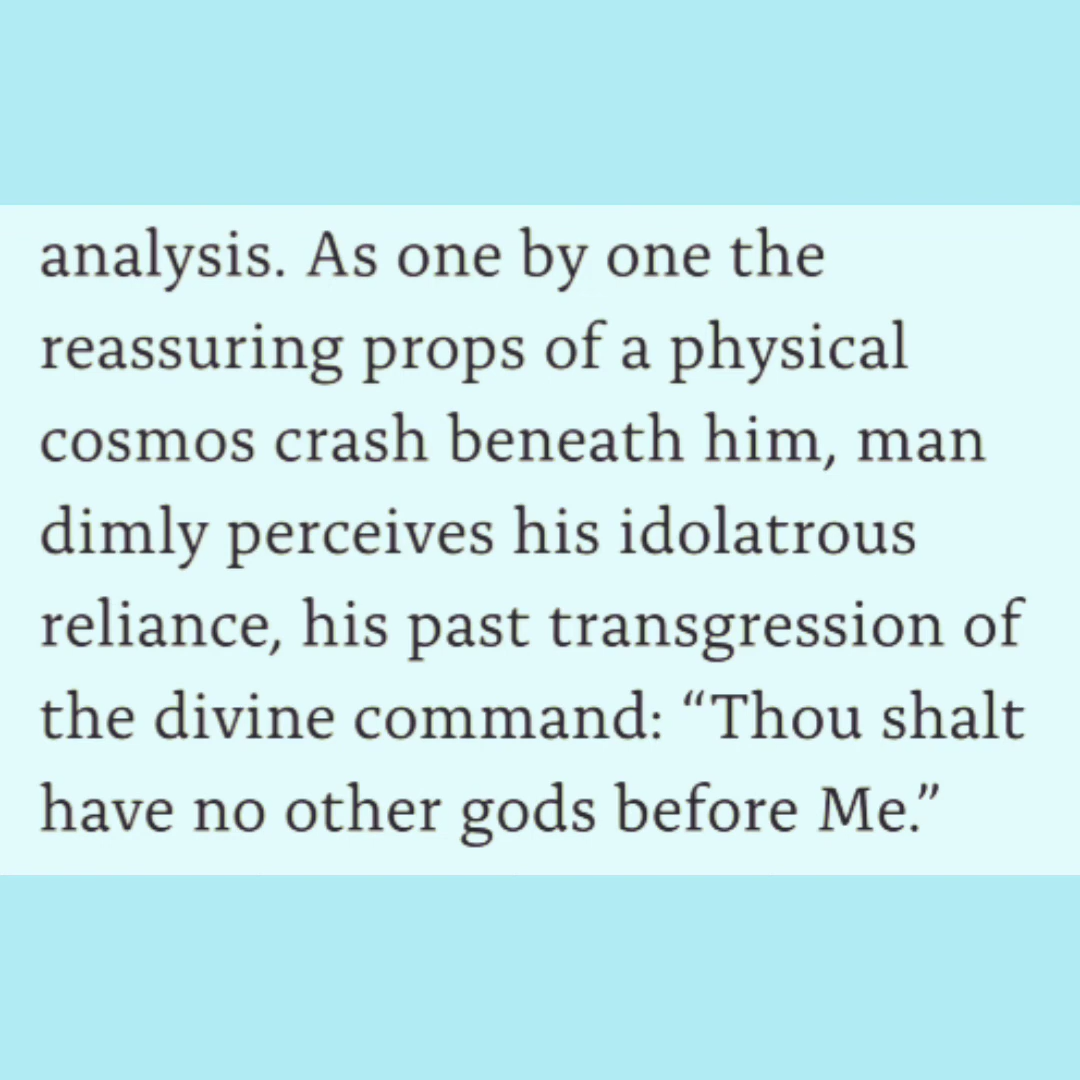 analysis. As one by one the
reassuring props of a physical
cosmos crash beneath him, man
dimly perceives his idolatrous
reliance, his past transgression of
the divine command: “Thou shalt
have no other gods before Me.”